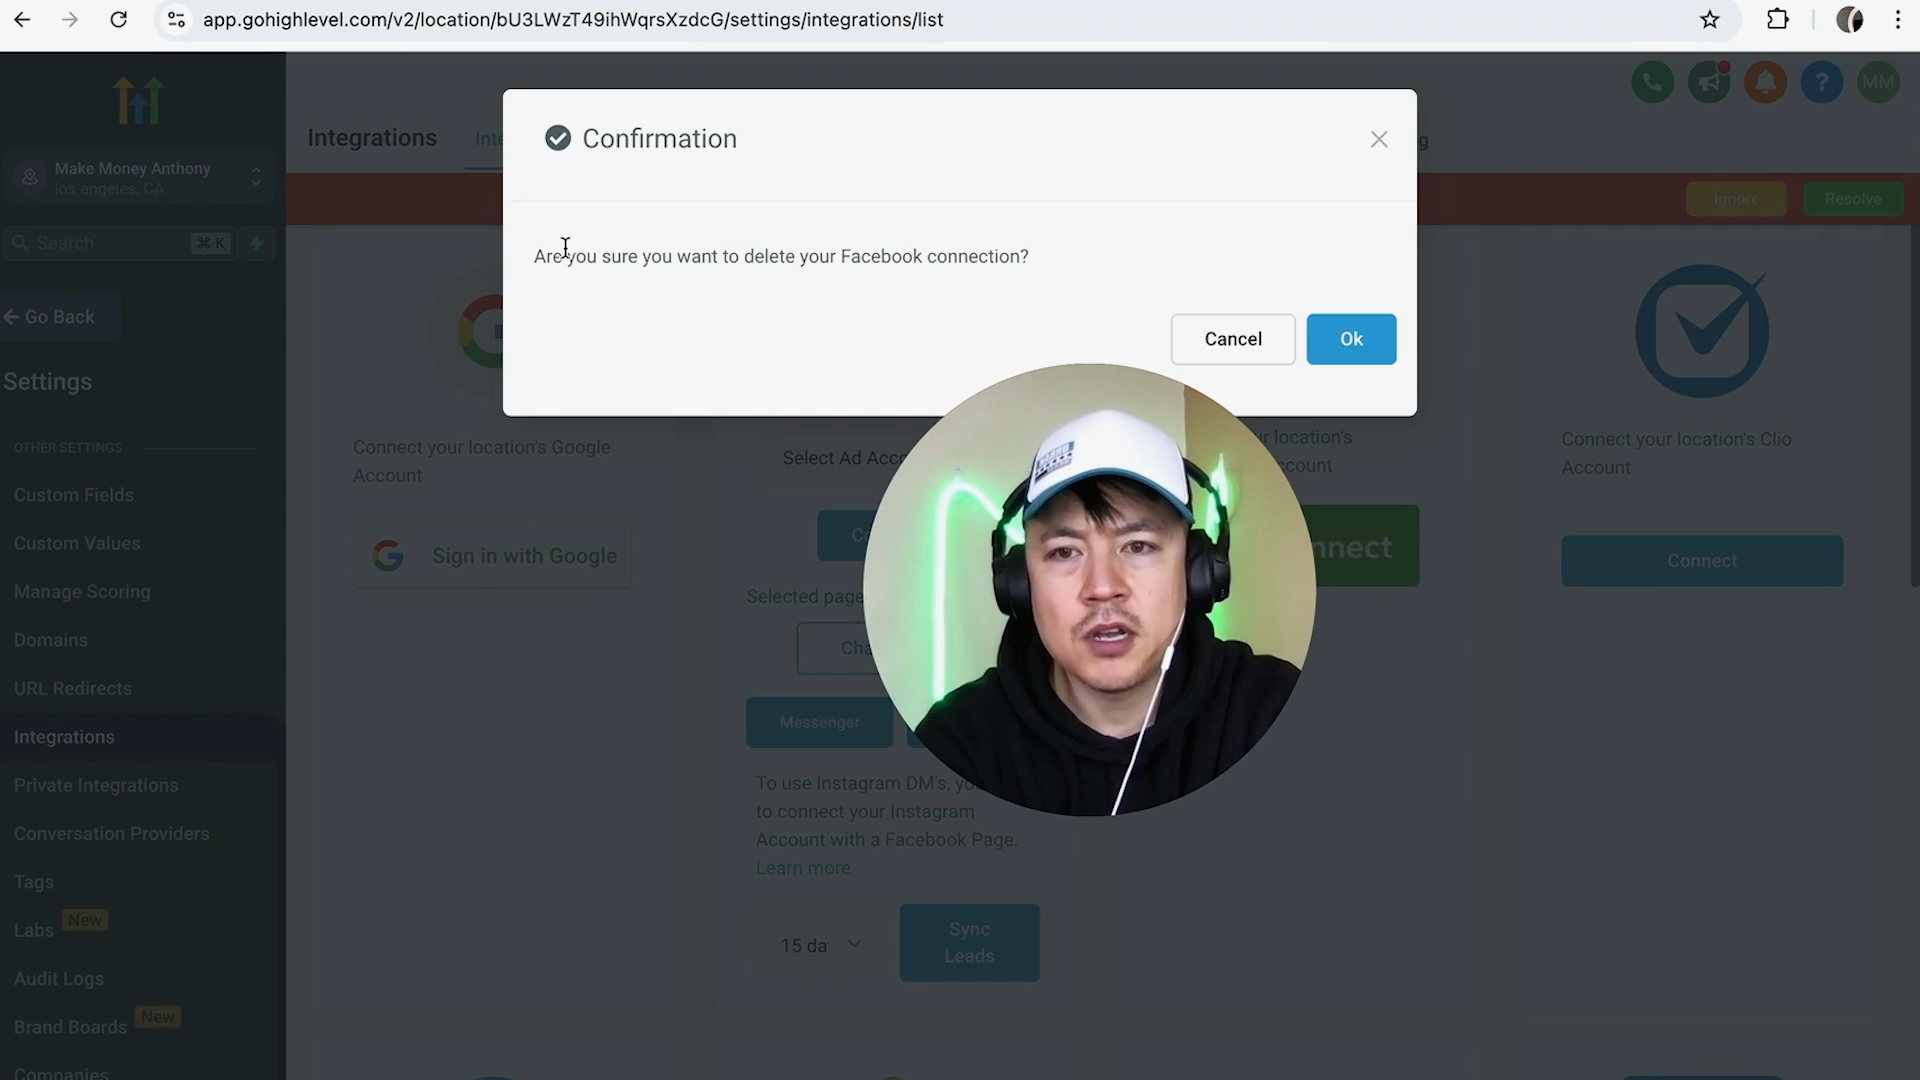 app.gohighlevel.com/v2/location/bU3LWzT49ihWqrsXzdcG/settings/integrations/list
MM
Make Money Anthony
los angeles, CA
Search
⌘ K
Go Back
Settings
OTHER SETTINGS
Custom Fields
Custom Values
Manage Scoring
Domains
URL Redirects
Integrations
Private Integrations
Conversation Providers
Tags
Labs New
Audit Logs
Brand Boards New
Companies
Integrations
Ignore
Resolve
Confirmation
Are you sure you want to delete your Facebook connection?
Cancel
Ok
Connect your location's Google
Account
Sign in with Google
Select Ad
Selected page
Messenger
To use Instagram DM's,
to connect your Instagram
Account with a Facebook Page.
Learn more
15 da
Sync
Leads
location's
Connect your location's Clio
Account
Connect